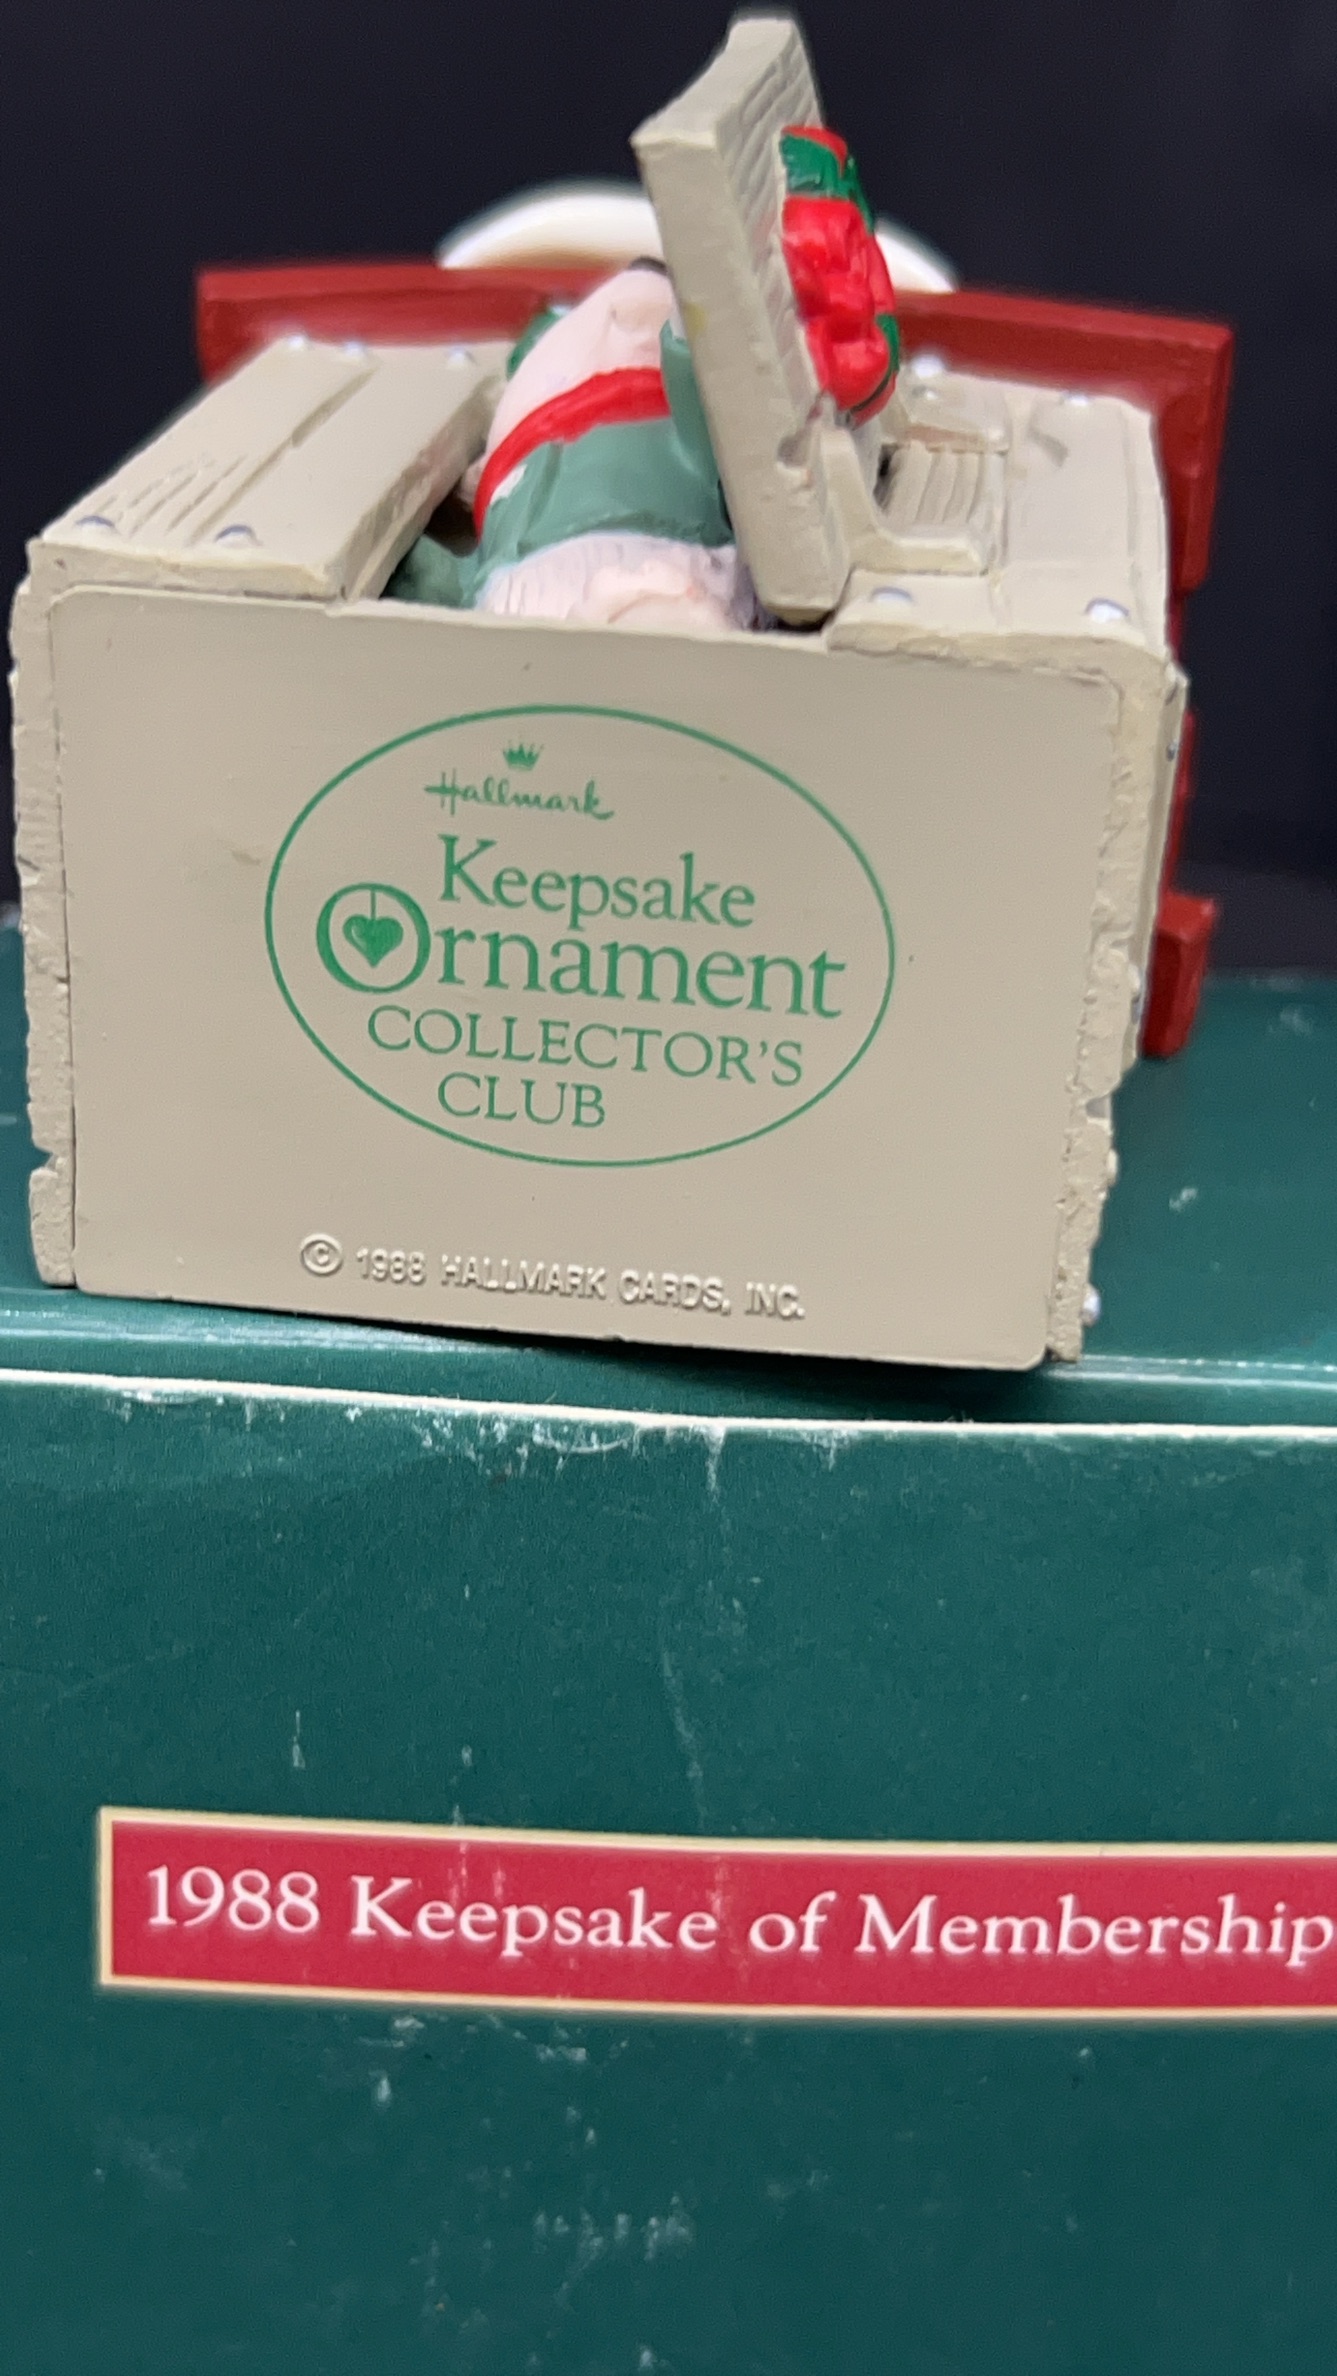 Hallmark
Keepsake
Ornament
COLLECTOR'S
CLUB
© 1988 HALLMARK CARDS, INC.
1988 Keepsake of Membership